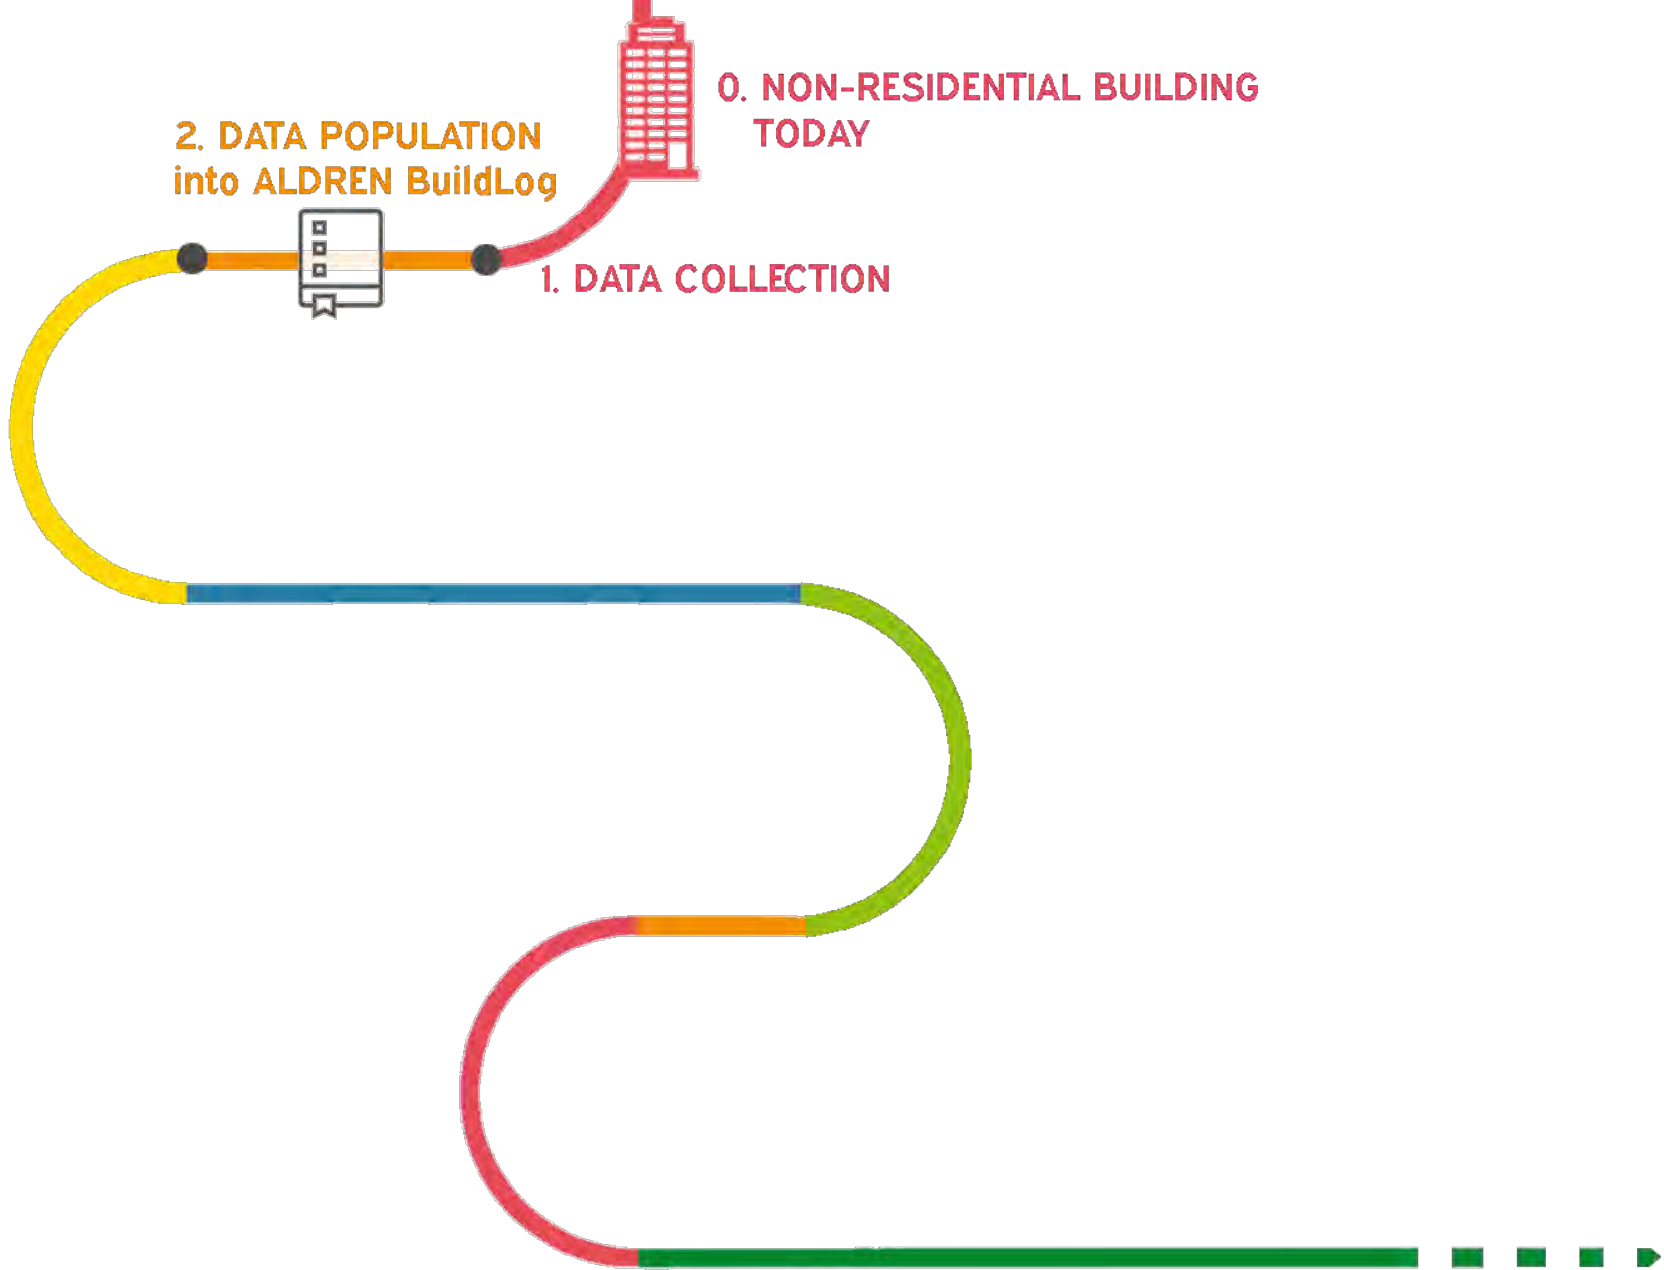 0. NON-RESIDENTIAL BUILDING
TODAY
1. DATA COLLECTION
2. DATA POPULATION
into ALDREN BuildLog